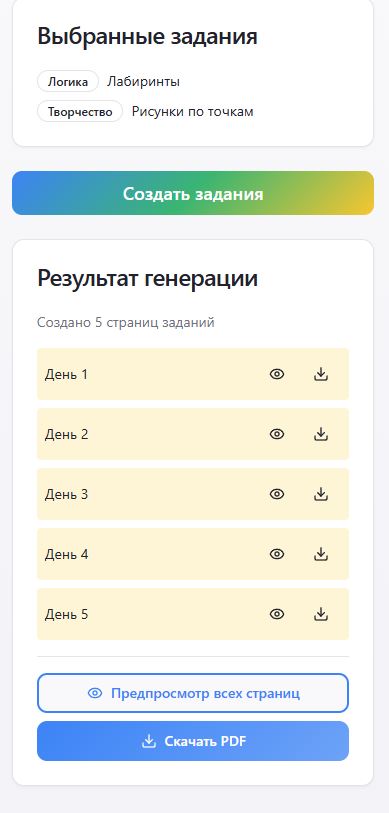 Выбранные задания
Логика Лабиринты
Творчество Рисунки по точкам
Создать задания
Результат генерации
Создано 5 страниц заданий
День 1
День 2
День 3
День 4
День 5
Предпросмотр всех страниц
Скачать PDF